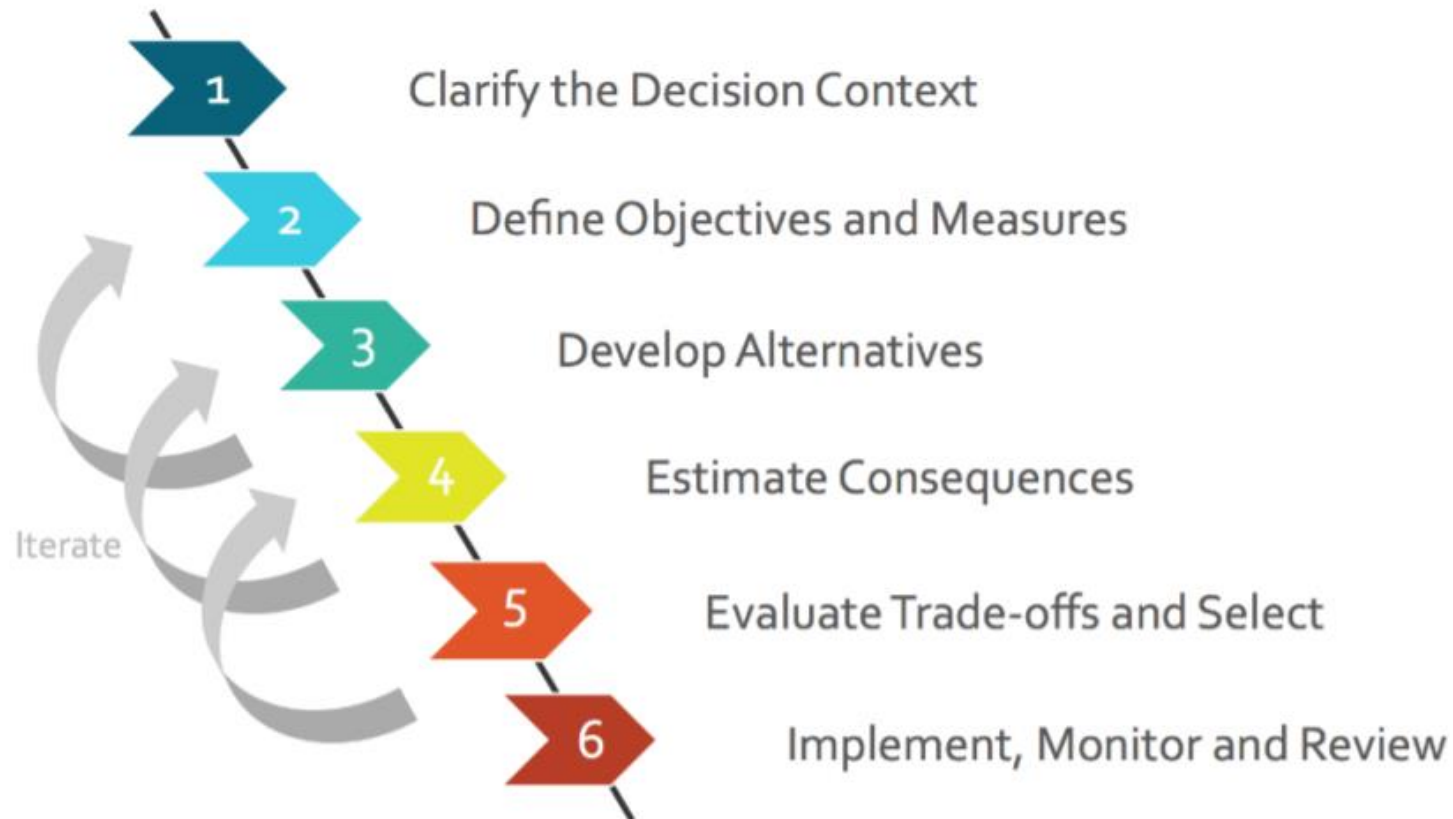 1 Clarify the Decision Context
2 Define Objectives and Measures
3 Develop Alternatives
4 Estimate Consequences
Iterate
5 Evaluate Trade-offs and Select
6 Implement, Monitor and Review